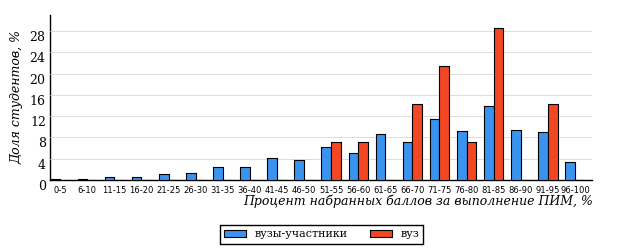 Доля студентов, %
28
24
20
16
12
8
4
0
0-5 6-10 11-15 16-20 21-25 26-30 31-35 36-40 41-45 46-50 51-55 56-60 61-65 66-70 71-75 76-80 81-85 86-90 91-95 96-100
Процент набранных баллов за выполнение ПИМ, %
вузы-участники вуз